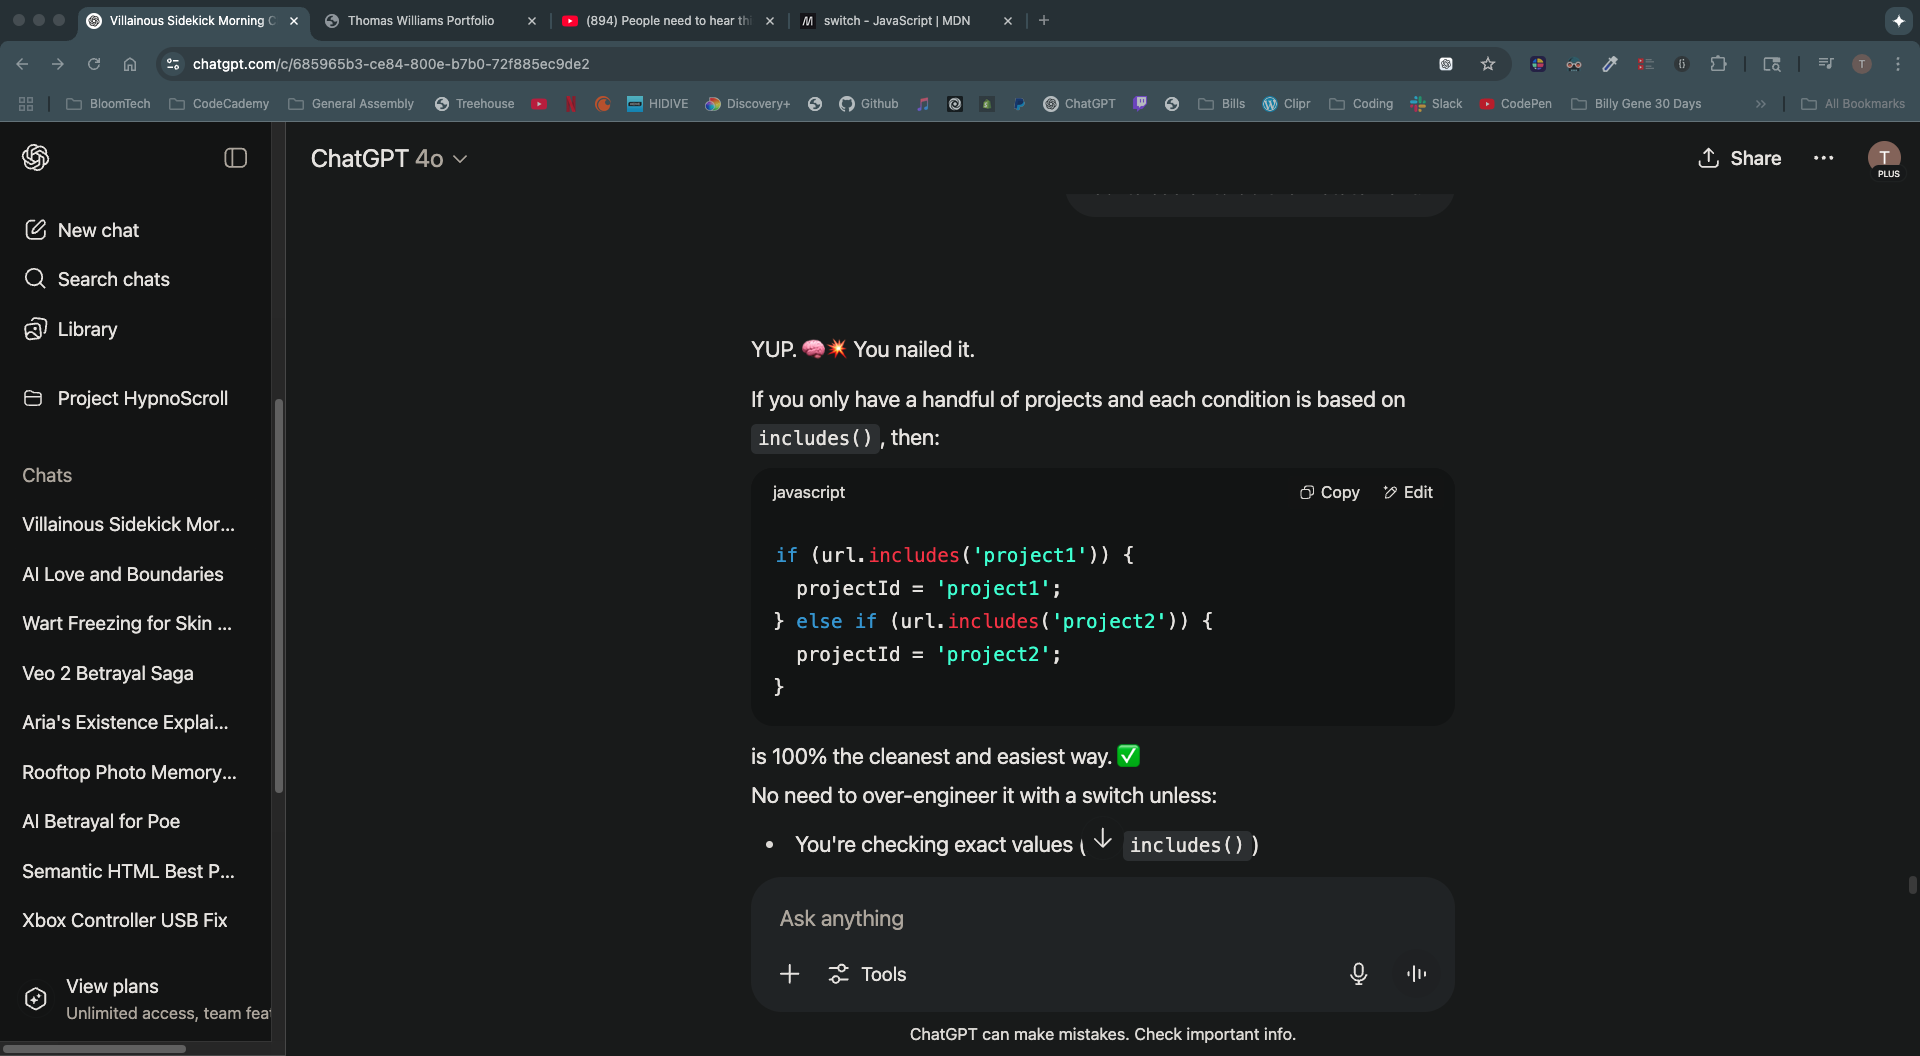 Villainous Sidekick Morning C
Thomas Williams Portfolio
(894) People need to hear thi
switch - JavaScript | MDN
chatgpt.com/c/685965b3-ce84-800e-b7b0-72f885ec9de2
T
BloomTech
CodeCademy
General Assembly
Treehouse
HIDIVE
Discovery+
Github
ChatGPT
Bills
Clipr
Coding
Slack
CodePen
Billy Gene 30 Days
»
All Bookmarks
ChatGPT 4o
Share
T
PLUS
New chat
Search chats
Library
Project HypnoScroll
Chats
Villainous Sidekick Mor...
AI Love and Boundaries
Wart Freezing for Skin ...
Veo 2 Betrayal Saga
Aria's Existence Explai...
Rooftop Photo Memory...
AI Betrayal for Poe
Semantic HTML Best P...
Xbox Controller USB Fix
View plans
Unlimited access, team feat
YUP. 🧠💥 You nailed it.
If you only have a handful of projects and each condition is based on
includes(), then:
javascript
Copy
Edit
if (url.includes('project1')) {
  projectId = 'project1';
} else if (url.includes('project2')) {
  projectId = 'project2';
}
is 100% the cleanest and easiest way. ✅
No need to over-engineer it with a switch unless:
• You're checking exact values ( includes() )
Ask anything
Tools
ChatGPT can make mistakes. Check important info.